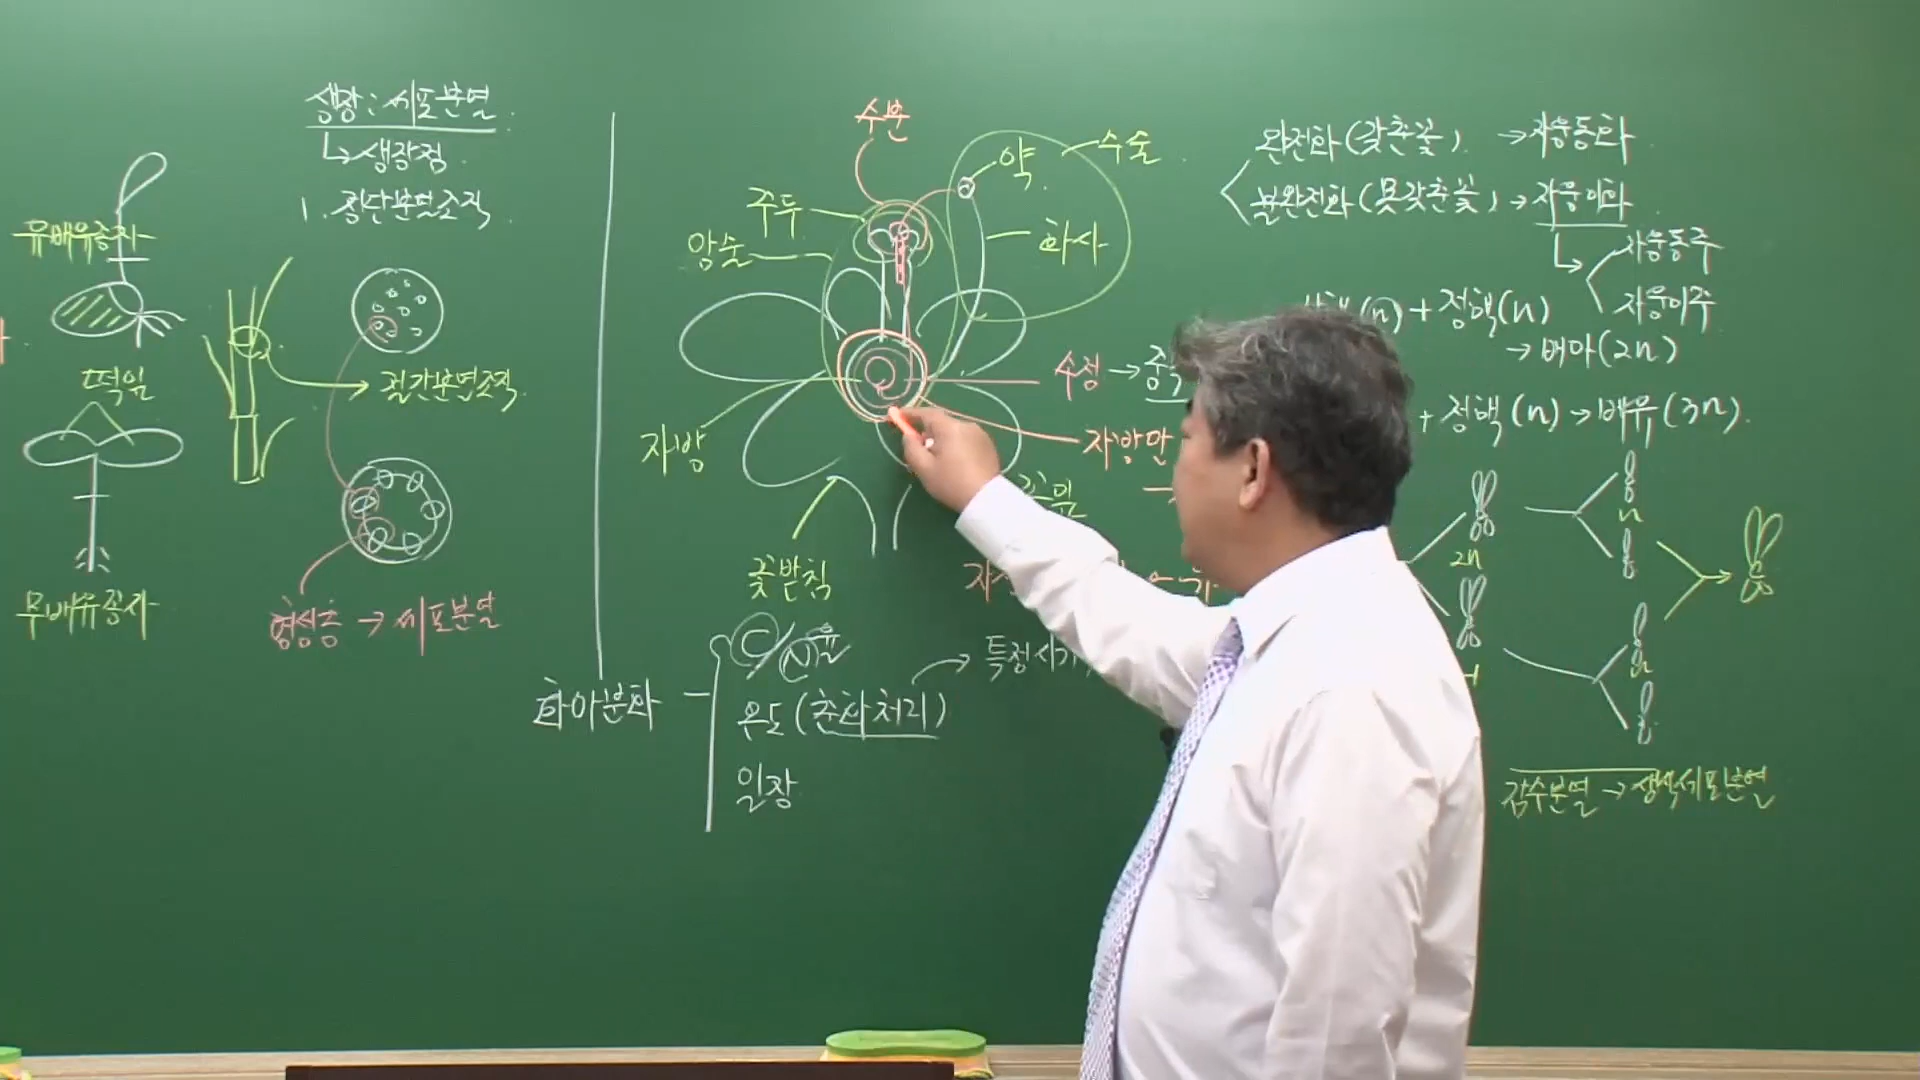 생장 : 세포분열
↳ 생장점
1. 정단분열조직
유배유종자
떡잎
무배유종자
절간분열조직
형성층 → 세포분열
수분
약
수술
주두
암술
화사
수정 →
자방
꽃받침
화아분화
C/N율
온도 (춘화처리)
특정시기
일장
완전화 (갖춘꽃) → 자웅동화
불완전화 (못갖춘꽃) → 자웅이화
자웅동주
자웅이주
(n) + 정핵(n)
→ 배아(2n)
+ 정핵(n) → 배유(3n)
2n
n
n
감수분열 → 생식세포분열